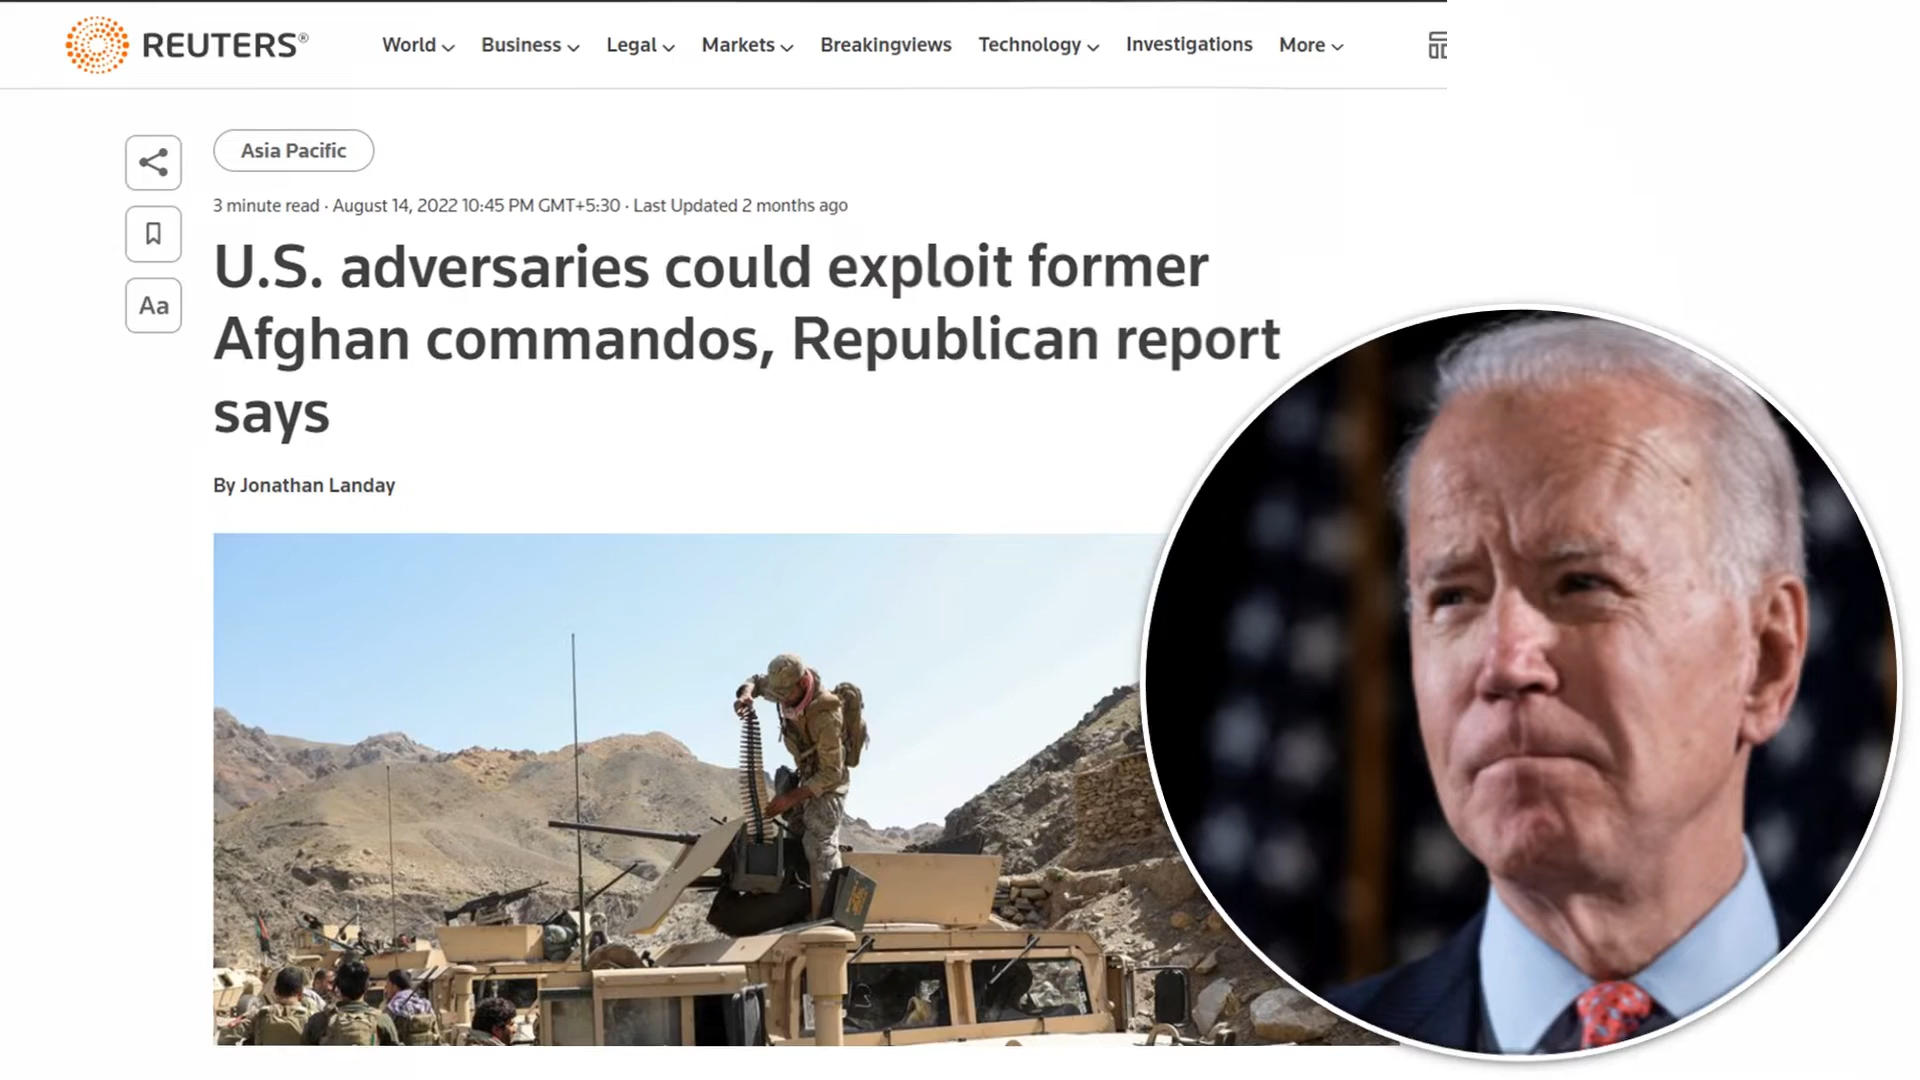 REUTERS®
World Business Legal Markets Breakingviews Technology Investigations More
Asia Pacific
3 minute read · August 14, 2022 10:45 PM GMT+5:30 · Last Updated 2 months ago
Aa
U.S. adversaries could exploit former
Afghan commandos, Republican report
says
By Jonathan Landay